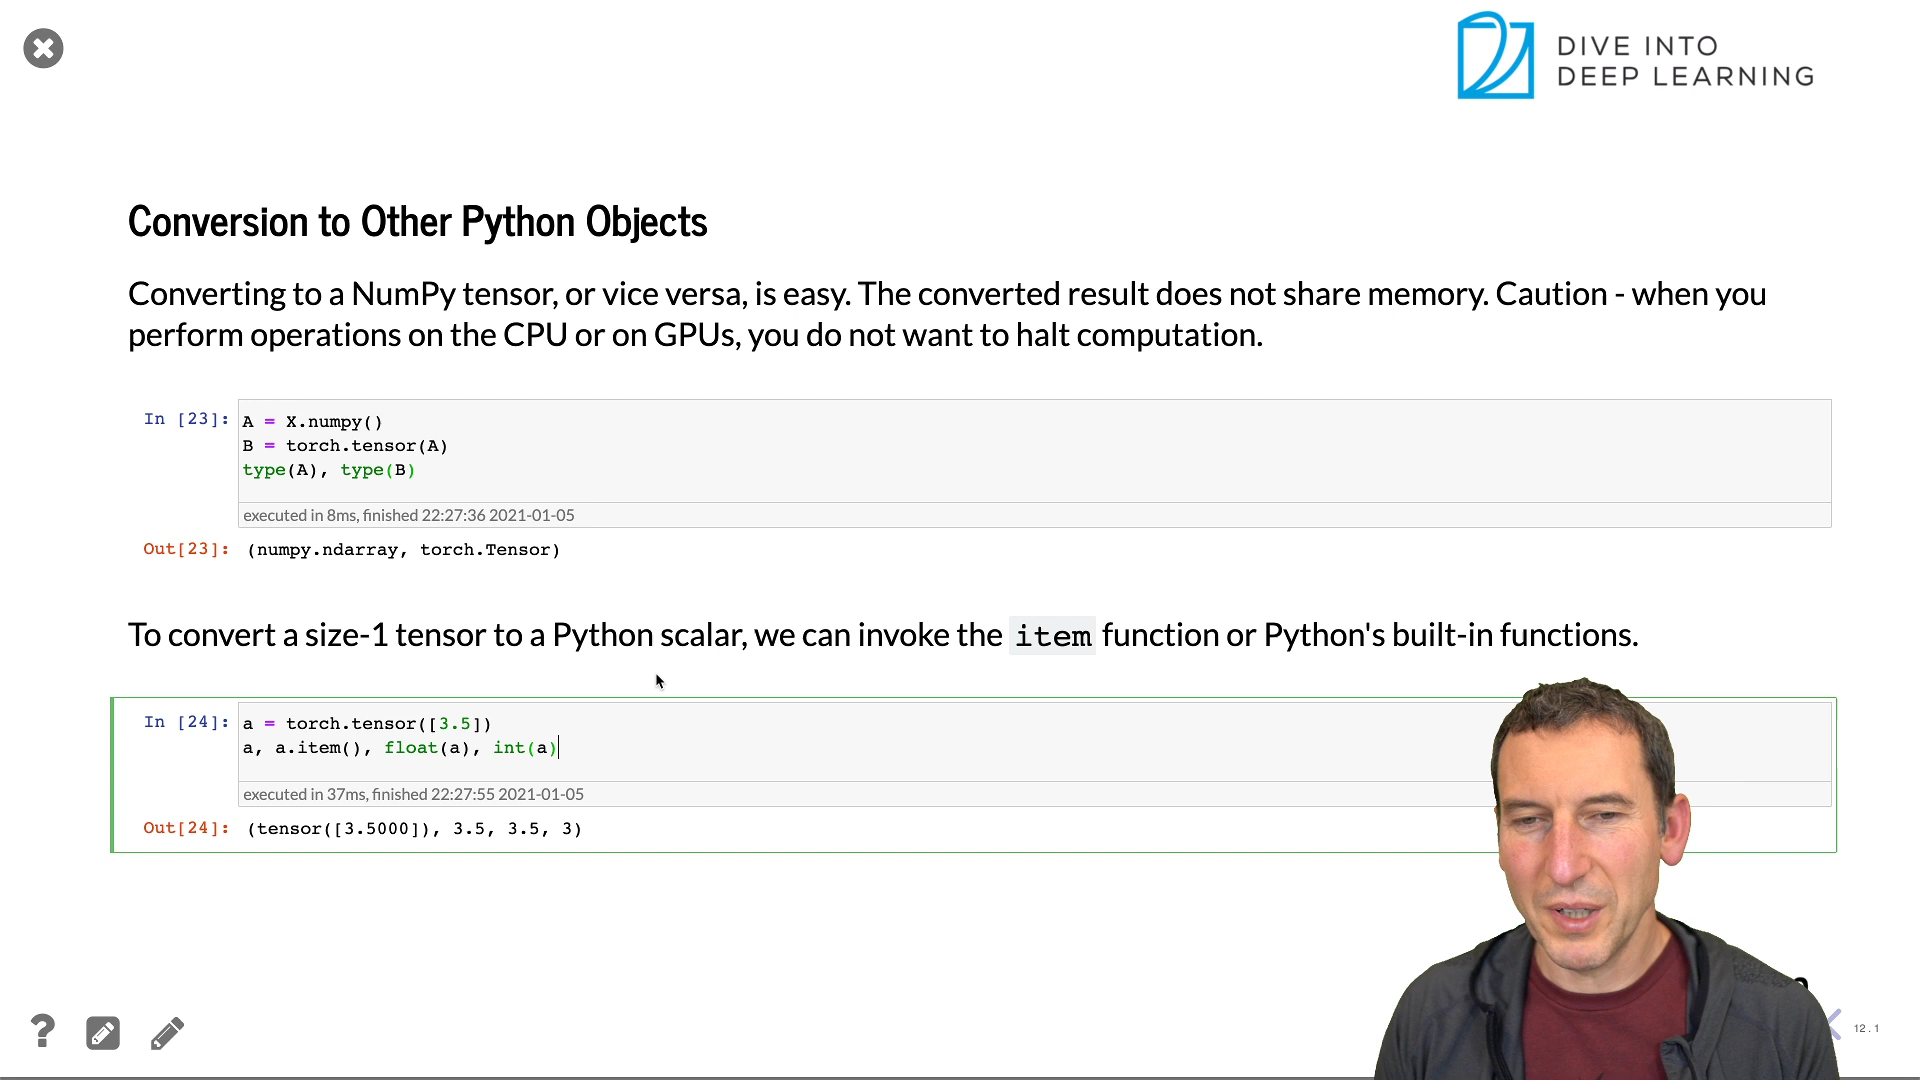 DIVE INTO
DEEP LEARNING
Conversion to Other Python Objects
Converting to a NumPy tensor, or vice versa, is easy. The converted result does not share memory. Caution - when you
perform operations on the CPU or on GPUs, you do not want to halt computation.
In [23]:
A = X.numpy()
B = torch.tensor(A)
type(A), type(B)
executed in 8ms, finished 22:27:36 2021-01-05
Out[23]: (numpy.ndarray, torch.Tensor)
To convert a size-1 tensor to a Python scalar, we can invoke the item function or Python's built-in functions.
In [24]:
a = torch.tensor([3.5])
a, a.item(), float(a), int(a)
executed in 37ms, finished 22:27:55 2021-01-05
Out[24]: (tensor([3.5000]), 3.5, 3.5, 3)
?
12.1